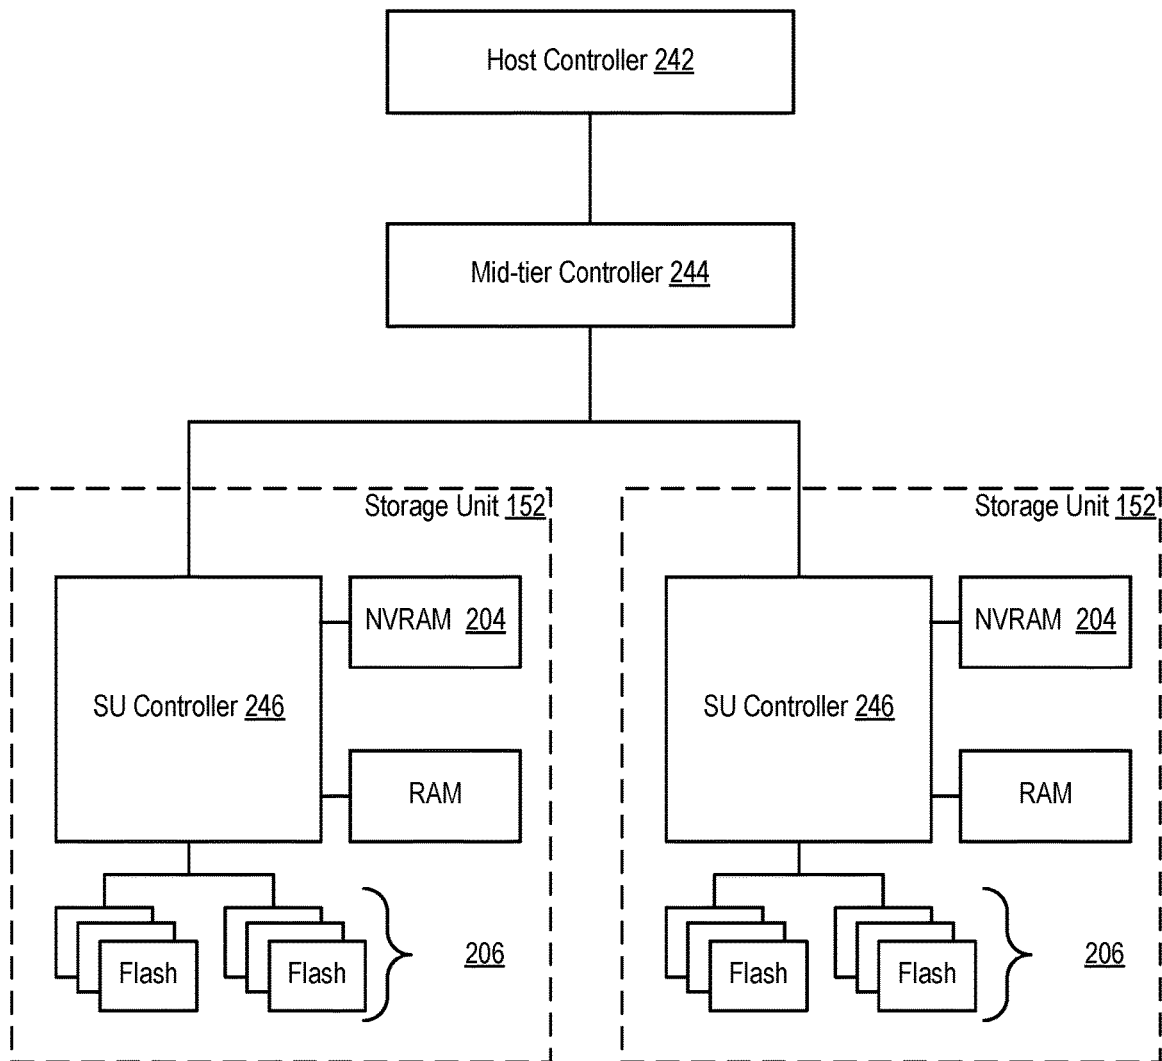 Host Controller 242
Mid-tier Controller 244
Storage Unit 152
Storage Unit 152
NVRAM 204
NVRAM 204
SU Controller 246
SU Controller 246
RAM
RAM
Flash
Flash
206
Flash
Flash
206